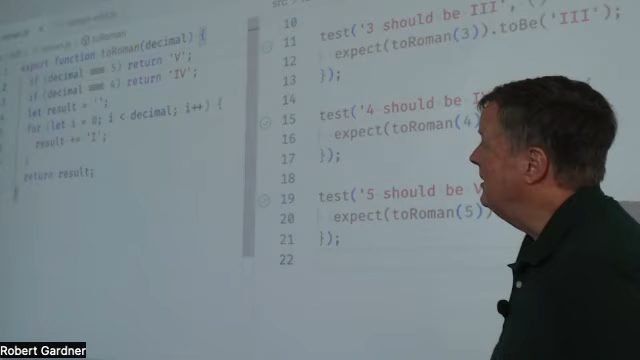 toRoman
export function toRoman(decimal) {
if (decimal === 5) return 'V';
if (decimal === 4) return 'IV';
let result = '';
for (let i = 0; i < decimal; i++) {
result += 'I';
}
return result;
}
src
10
11 test('3 should be III', ()
12 expect(toRoman(3)).toBe('III');
13 });
14
15 test('4 should be
16 expect(toRoman(4)
17 });
18
19 test('5 should be V
20 expect(toRoman(5))
21 });
22
Robert Gardner